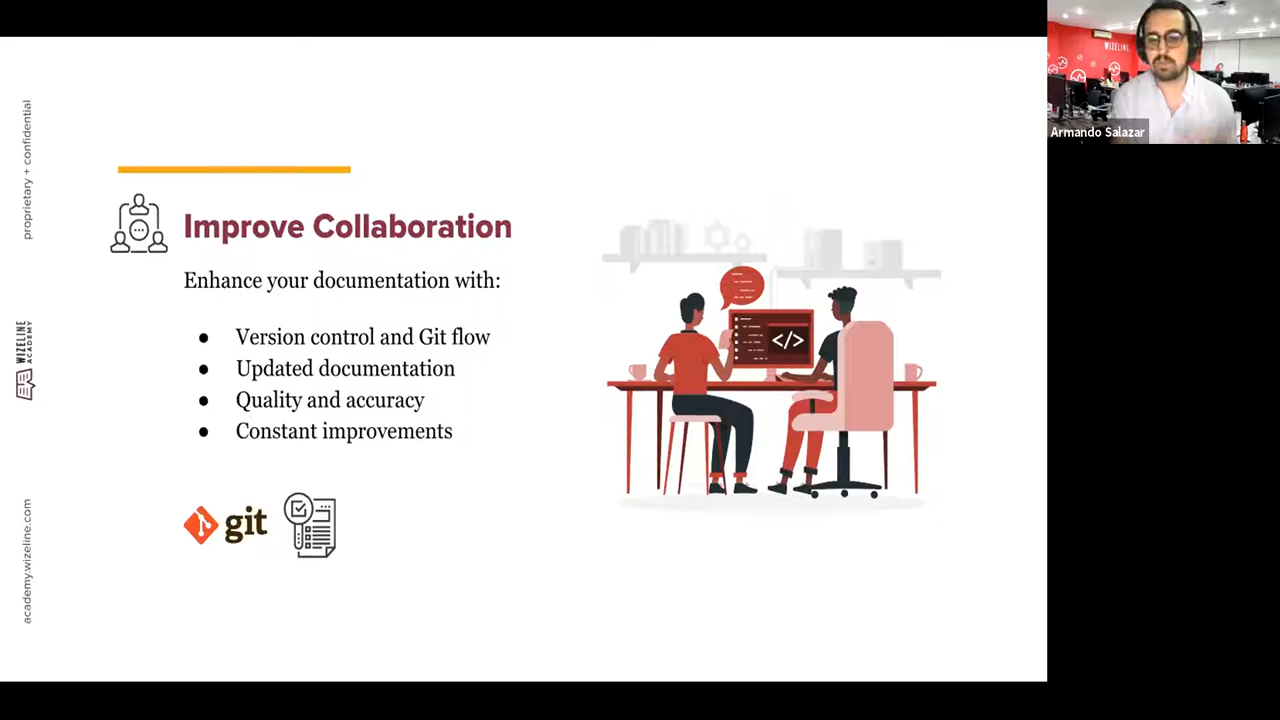 proprietary + confidential
WIZELINE
ACADEMY
academy.wizeline.com
Improve Collaboration
Enhance your documentation with:
● Version control and Git flow
● Updated documentation
● Quality and accuracy
● Constant improvements
git
</>
WIZELINE
Armando Salazar